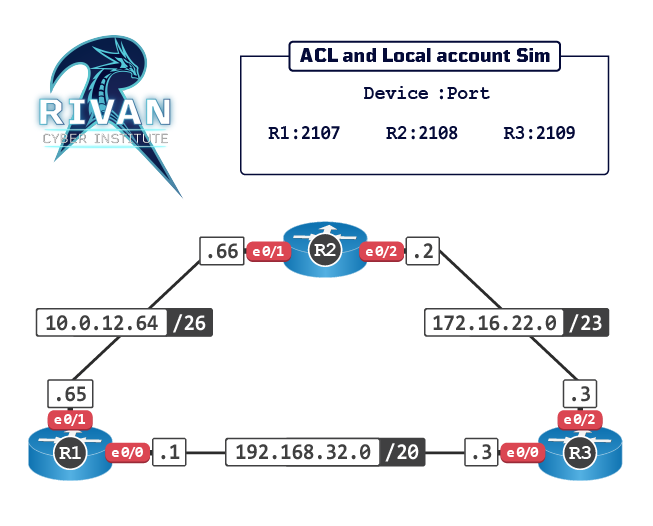 ACL and Local account Sim
RIVAN
CYBER INSTITUTE
Device :Port
R1:2107 R2:2108 R3:2109
.66 e0/1 R2 e0/2 .2
10.0.12.64 /26 172.16.22.0 /23
.65 .3
e0/1 e0/2
R1 e0/0 .1 192.168.32.0 /20 .3 e0/0 R3